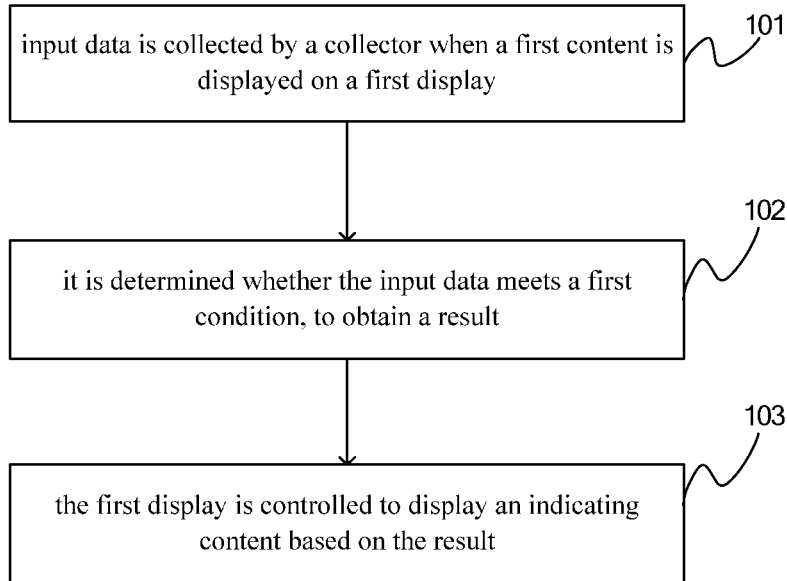 101
input data is collected by a collector when a first content is
displayed on a first display
102
it is determined whether the input data meets a first
condition, to obtain a result
103
the first display is controlled to display an indicating
content based on the result